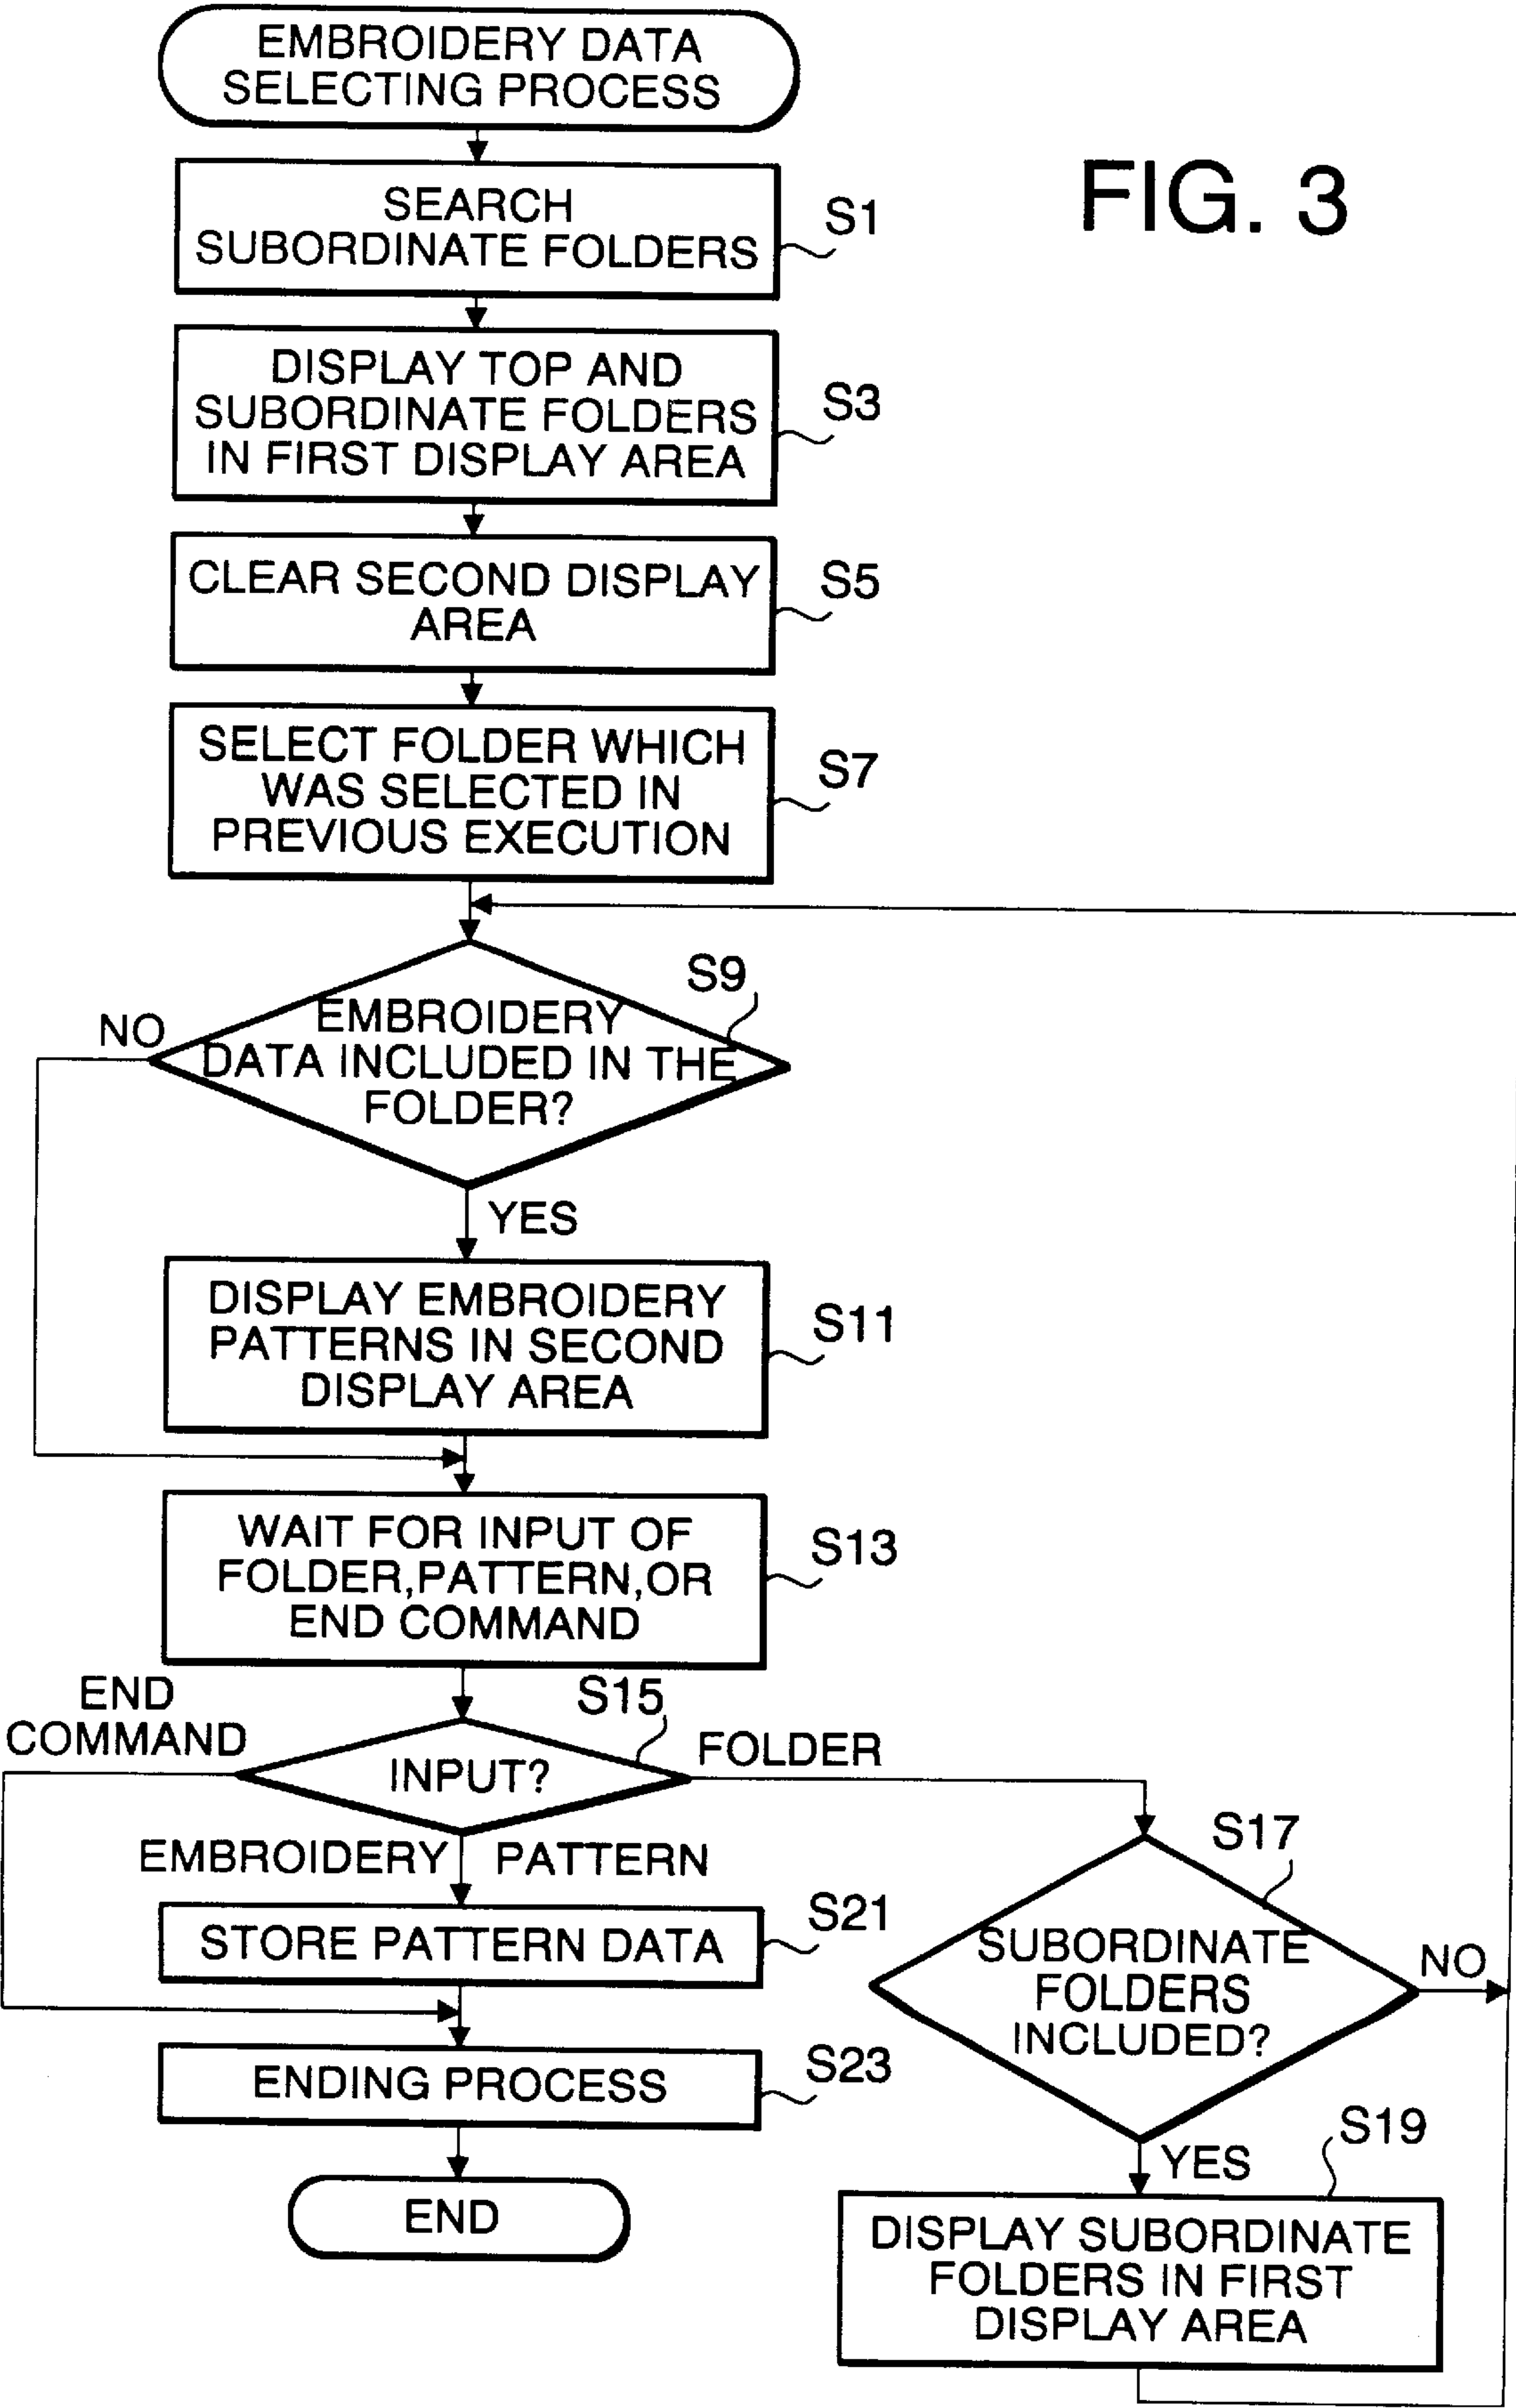 EMBROIDERY DATA
SELECTING PROCESS
FIG. 3
SEARCH
SUBORDINATE FOLDERS
S1
DISPLAY TOP AND
SUBORDINATE FOLDERS
IN FIRST DISPLAY AREA
S3
CLEAR SECOND DISPLAY
AREA
S5
SELECT FOLDER WHICH
WAS SELECTED IN
PREVIOUS EXECUTION
S7
S9
NO
EMBROIDERY
DATA INCLUDED IN THE
FOLDER?
YES
DISPLAY EMBROIDERY
PATTERNS IN SECOND
DISPLAY AREA
S11
WAIT FOR INPUT OF
FOLDER,PATTERN,OR
END COMMAND
S13
END
COMMAND
S15
INPUT?
FOLDER
EMBROIDERY PATTERN
S17
STORE PATTERN DATA
S21
SUBORDINATE
FOLDERS
INCLUDED?
NO
ENDING PROCESS
S23
YES
S19
END
DISPLAY SUBORDINATE
FOLDERS IN FIRST
DISPLAY AREA